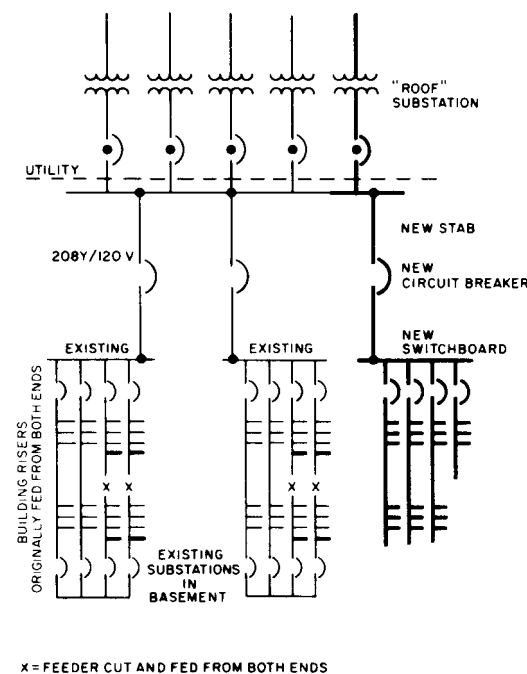 "ROOF"
SUBSTATION
UTILITY
NEW STAB
208Y/120 V
NEW
CIRCUIT BREAKER
EXISTING
EXISTING
NEW
SWITCHBOARD
BUILDING RISERS
ORIGINALLY FED FROM BOTH ENDS
X X
X X
EXISTING
SUBSTATIONS
IN
BASEMENT
X = FEEDER CUT AND FED FROM BOTH ENDS